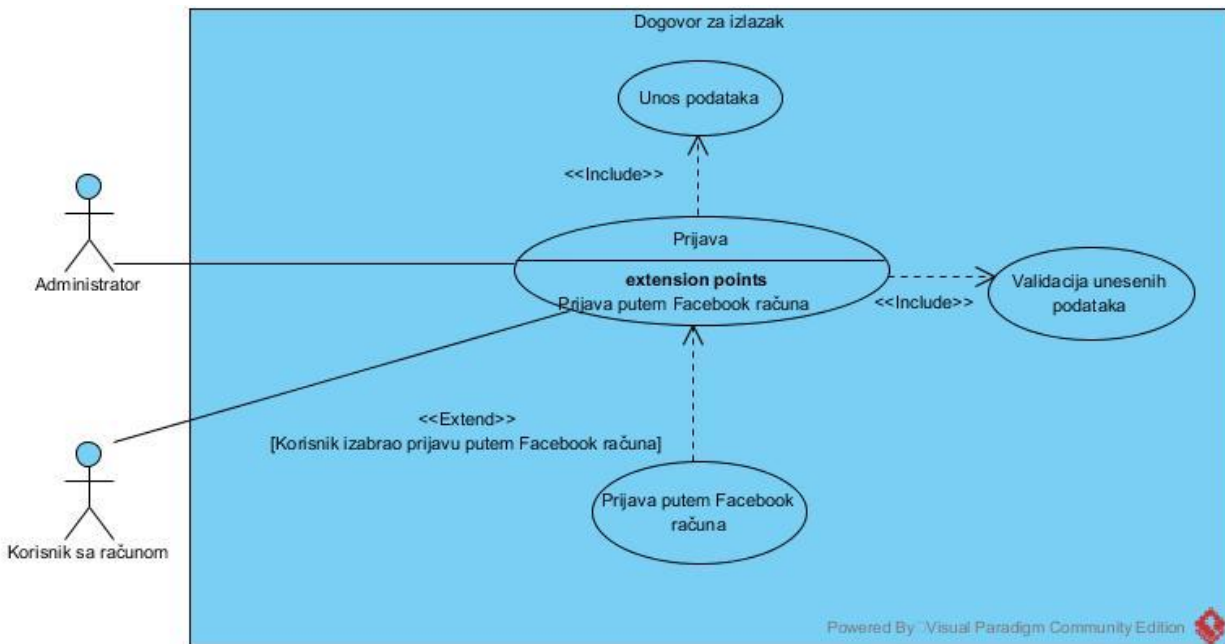 Dogovor za izlazak
Unos podataka
<<Include>>
Prijava
extension points
Prijava putem Facebook računa
<<Include>>
Validacija unesenih
podataka
Administrator
<<Extend>>
[Korisnik izabrao prijavu putem Facebook računa]
Prijava putem Facebook
računa
Korisnik sa računom
Powered By Visual Paradigm Community Edition